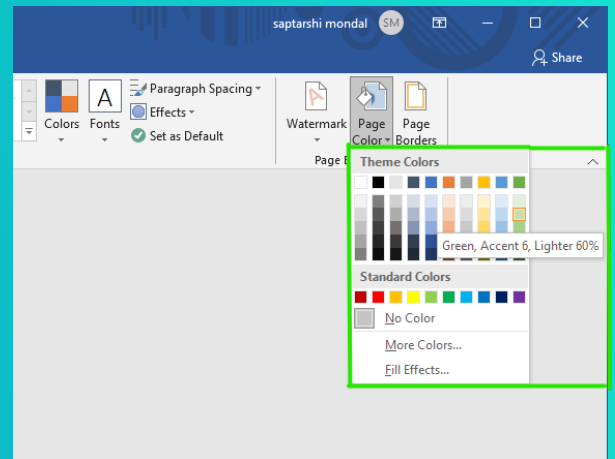 saptarshi mondal SM
Share
Paragraph Spacing
Effects
Set as Default
Colors Fonts
Watermark Page Color Page Borders
Theme Colors
Green, Accent 6, Lighter 60%
Standard Colors
No Color
More Colors...
Fill Effects...